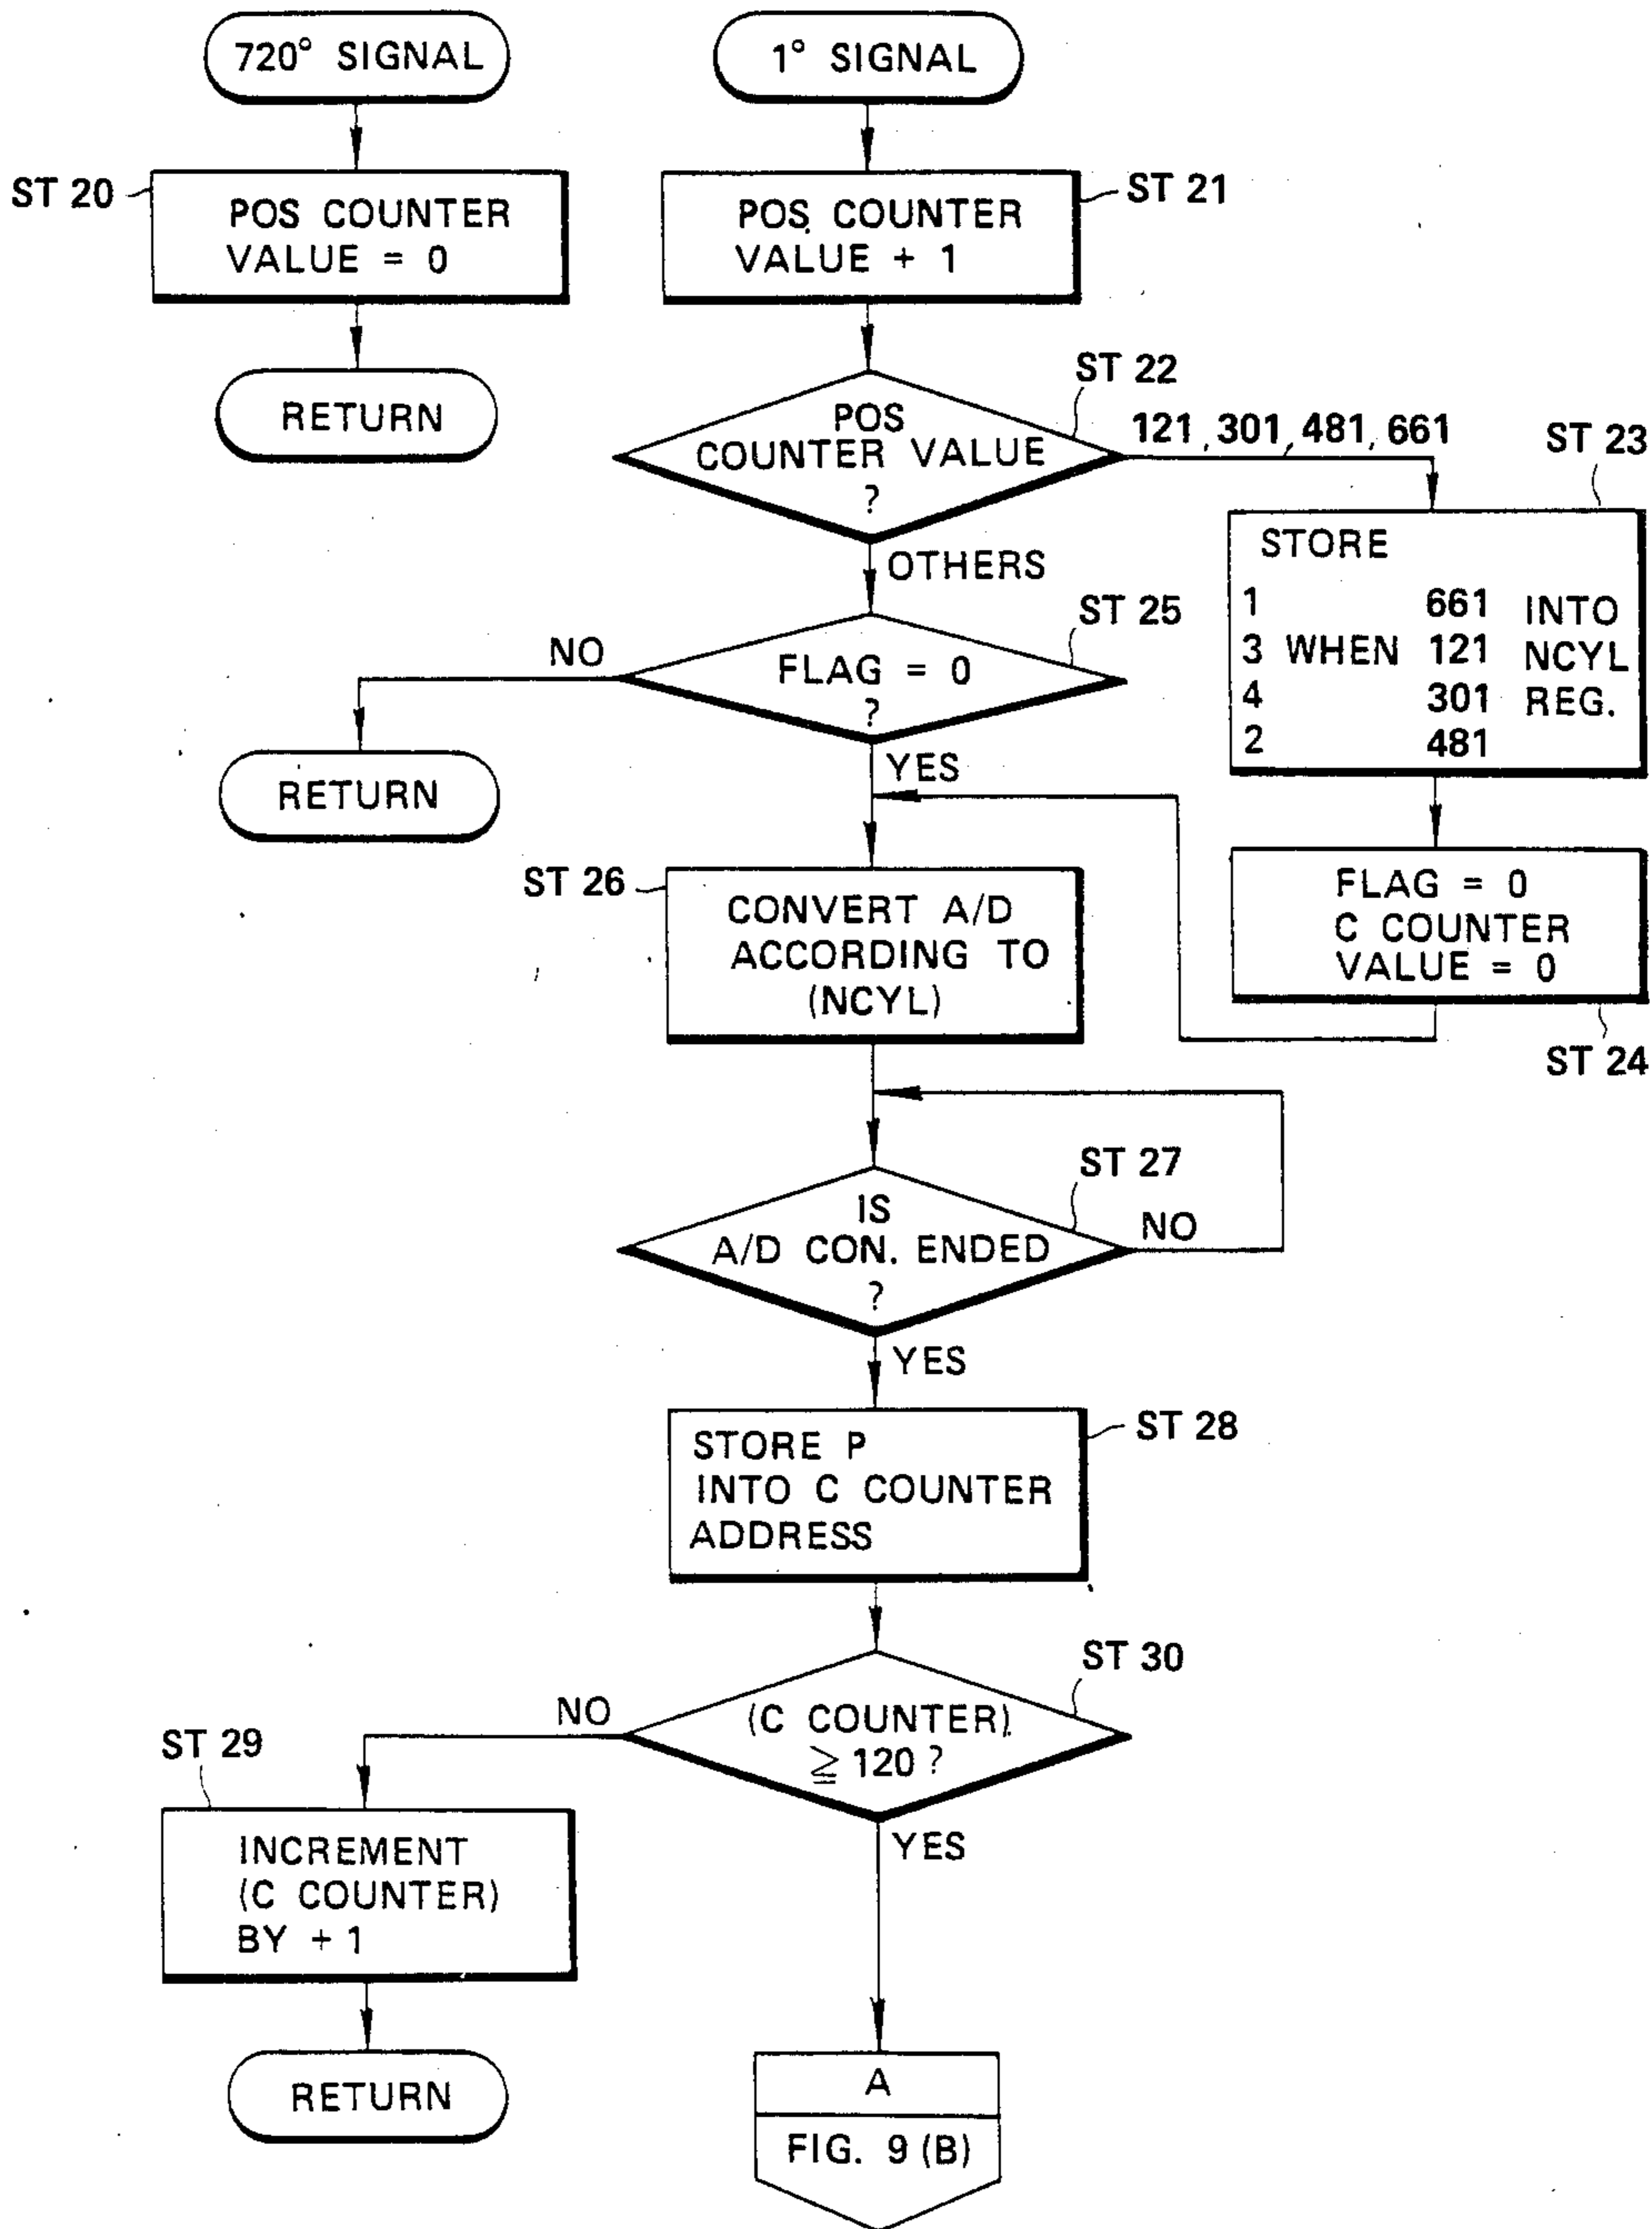 720° SIGNAL
ST 20
POS COUNTER
VALUE = 0
RETURN
1° SIGNAL
ST 21
POS COUNTER
VALUE + 1
ST 22
POS
COUNTER VALUE
?
121, 301, 481, 661
OTHERS
ST 23
STORE
1 661 INTO
3 WHEN 121 NCYL
4 301 REG.
2 481
FLAG = 0
C COUNTER
VALUE = 0
ST 24
ST 25
FLAG = 0
?
NO
RETURN
YES
ST 26
CONVERT A/D
ACCORDING TO
(NCYL)
ST 27
IS
A/D CON. ENDED
?
NO
YES
ST 28
STORE P
INTO C COUNTER
ADDRESS
ST 30
(C COUNTER)
≧ 120 ?
NO
ST 29
INCREMENT
(C COUNTER)
BY + 1
RETURN
YES
A
FIG. 9 (B)